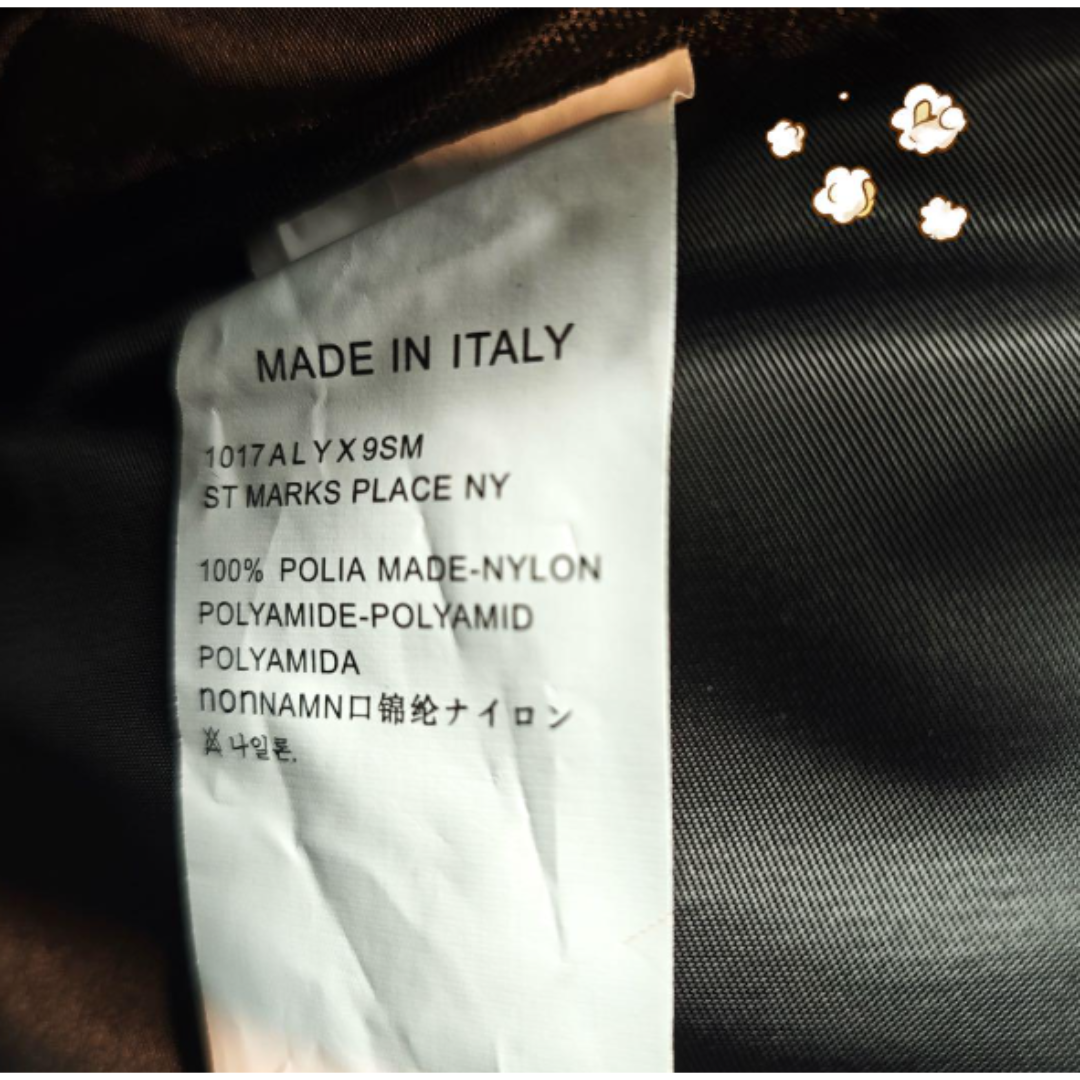 MADE IN ITALY
1017ALYX9SM
ST MARKS PLACE NY
100% POLIA MADE-NYLON
POLYAMIDE-POLYAMID
POLYAMIDA
nonNAMN口锦纶ナイロン
나일론.